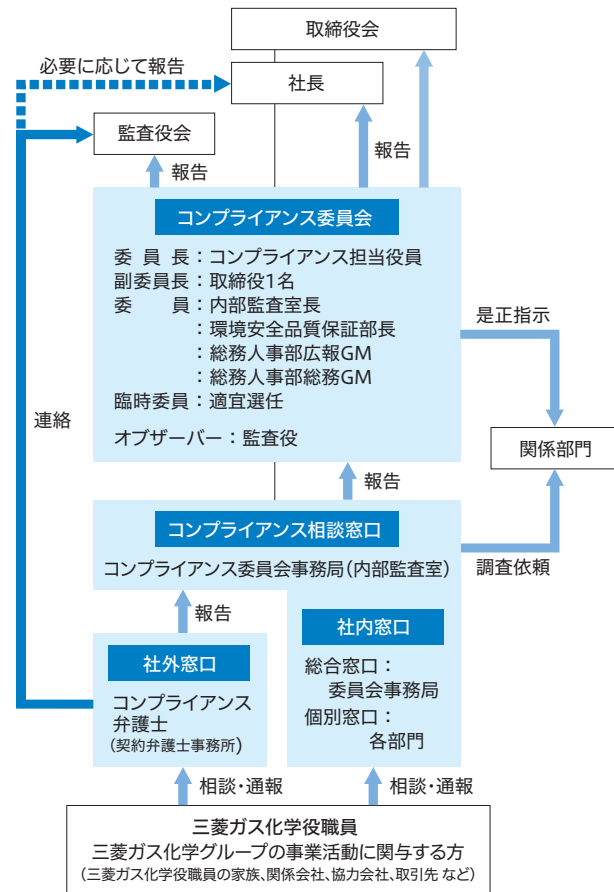 取締役会
必要に応じて報告
社長
監査役会
報告
報告
コンプライアンス委員会
委員長：コンプライアンス担当役員
副委員長：取締役1名
委　員：内部監査室長
：環境安全品質保証部長
：総務人事部広報GM
：総務人事部総務GM
臨時委員：適宜選任
オブザーバー：監査役
是正指示
連絡
関係部門
報告
コンプライアンス相談窓口
コンプライアンス委員会事務局（内部監査室）
調査依頼
報告
社内窓口
総合窓口：
委員会事務局
個別窓口：
各部門
社外窓口
コンプライアンス
弁護士
（契約弁護士事務所）
相談・通報
相談・通報
三菱ガス化学役職員
三菱ガス化学グループの事業活動に関与する方
（三菱ガス化学役職員の家族、関係会社、協力会社、取引先 など）